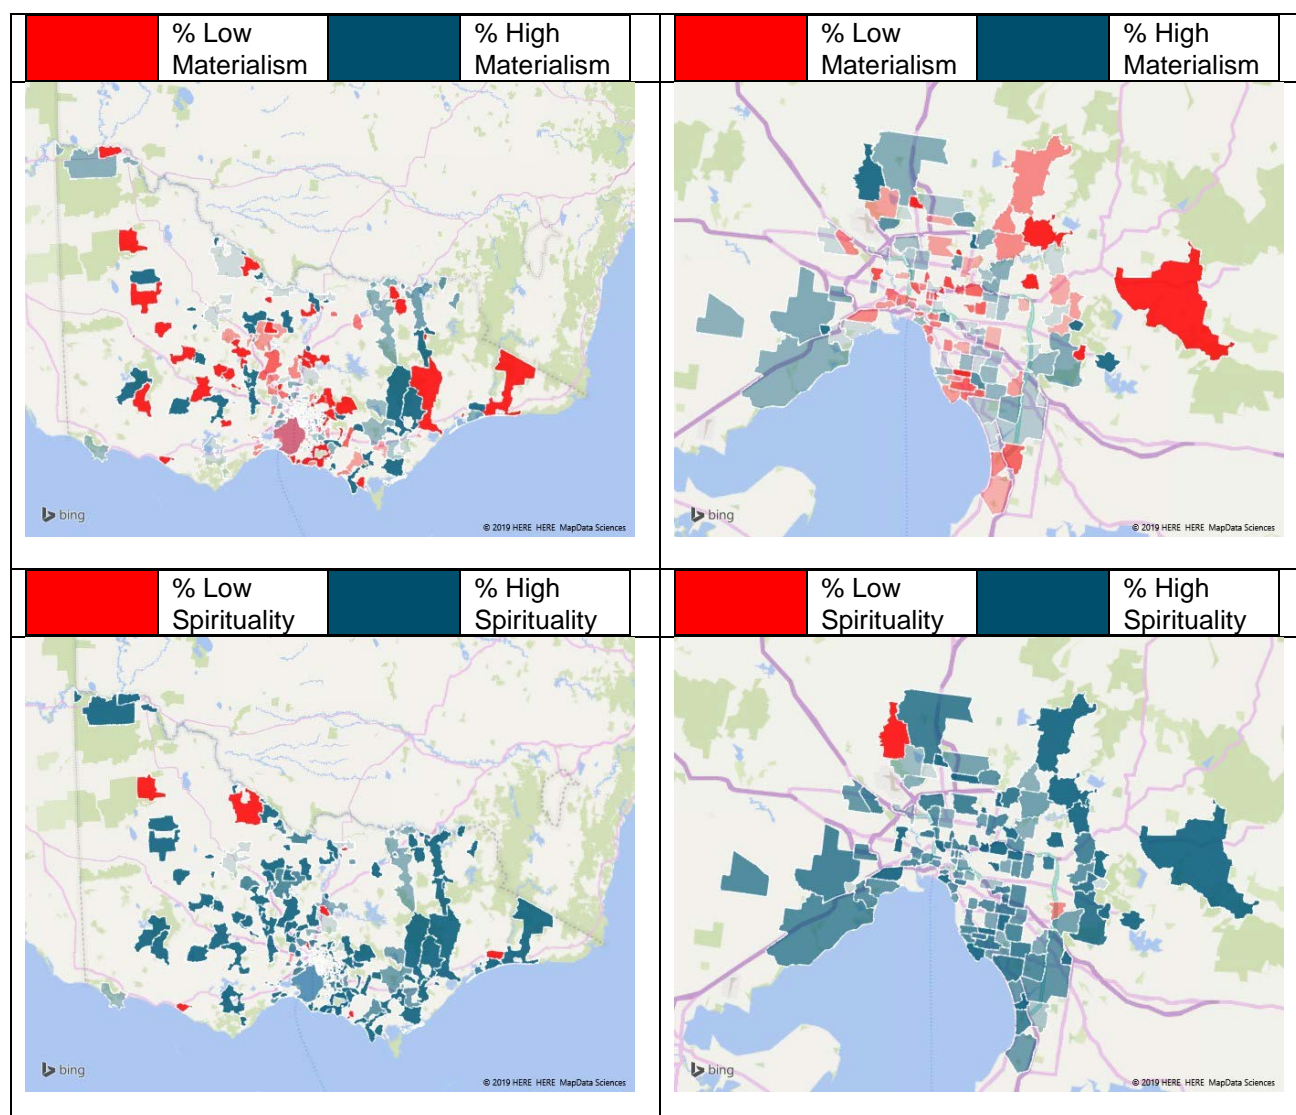 % Low
Materialism
% High
Materialism
% Low
Materialism
% High
Materialism
bing
© 2019 HERE HERE MapData Sciences
bing
© 2019 HERE HERE MapData Sciences
% Low
Spirituality
% High
Spirituality
% Low
Spirituality
% High
Spirituality
bing
© 2019 HERE HERE MapData Sciences
bing
© 2019 HERE HERE MapData Sciences